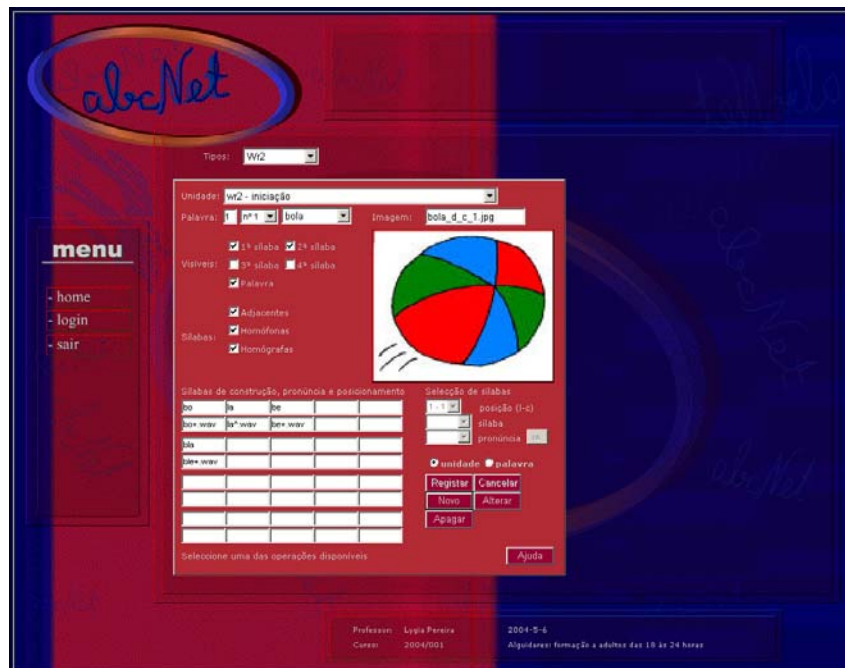 abcNet
Tipos: Wr2
Unidade: wr2 - iniciação
Palavra: 1 nº 1 bola Imagem: bola_d_c_1.jpg
menu
- home
- login
- sair
Visíveis: 1ª sílaba 2ª sílaba
3ª sílaba 4ª sílaba
Palavra
Sílabas: Adjacentes
Homófonas
Homógrafas
Sílabas de construção, pronúncia e posicionamento
bo la be
bo+.wav la^.wav be+.wav
bla
ble+.wav
Selecção de sílabas
1 - 1 posição (l-c)
sílaba
pronúncia ok
unidade palavra
Registar Cancelar
Novo Alterar
Apagar
Seleccione uma das operações disponíveis Ajuda
Professor: Lygia Pereira 2004-5-6
Curso: 2004/001 Alguidares: formação a adultos das 18 às 24 horas